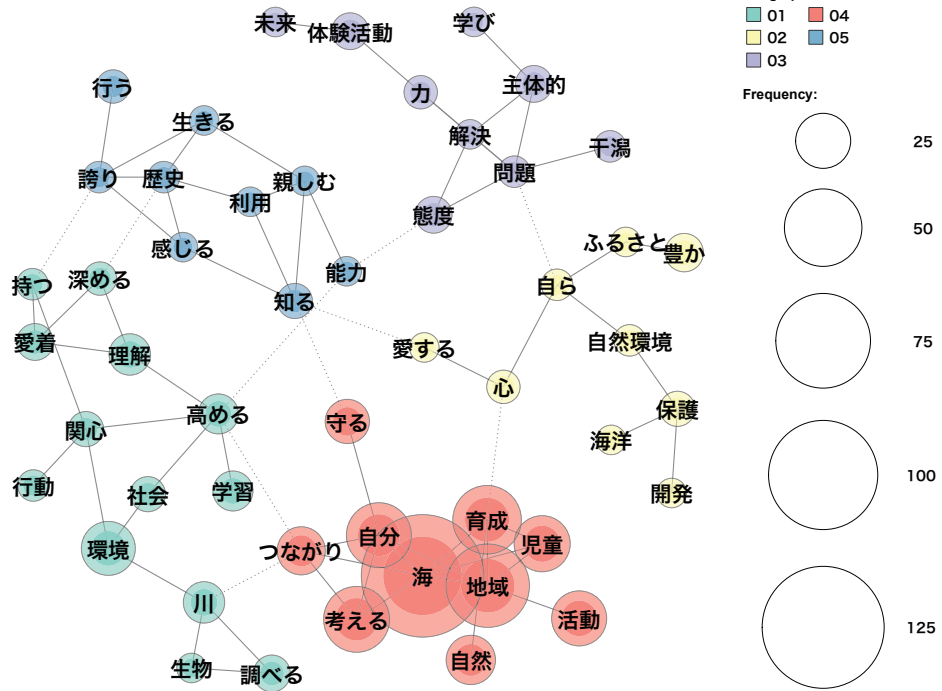 未来
体験活動
学び
01
04
02
05
03
行う
力
主体的
Frequency:
生きる
解決
干潟
25
誇り
歴史
親しむ
問題
利用
態度
50
感じる
ふるさと
豊か
持つ
深める
能力
自ら
知る
愛着
理解
愛する
自然環境
75
心
高める
守る
保護
関心
海洋
行動
社会
学習
開発
100
環境
つながり
自分
育成
児童
海
地域
川
考える
活動
125
生物
調べる
自然